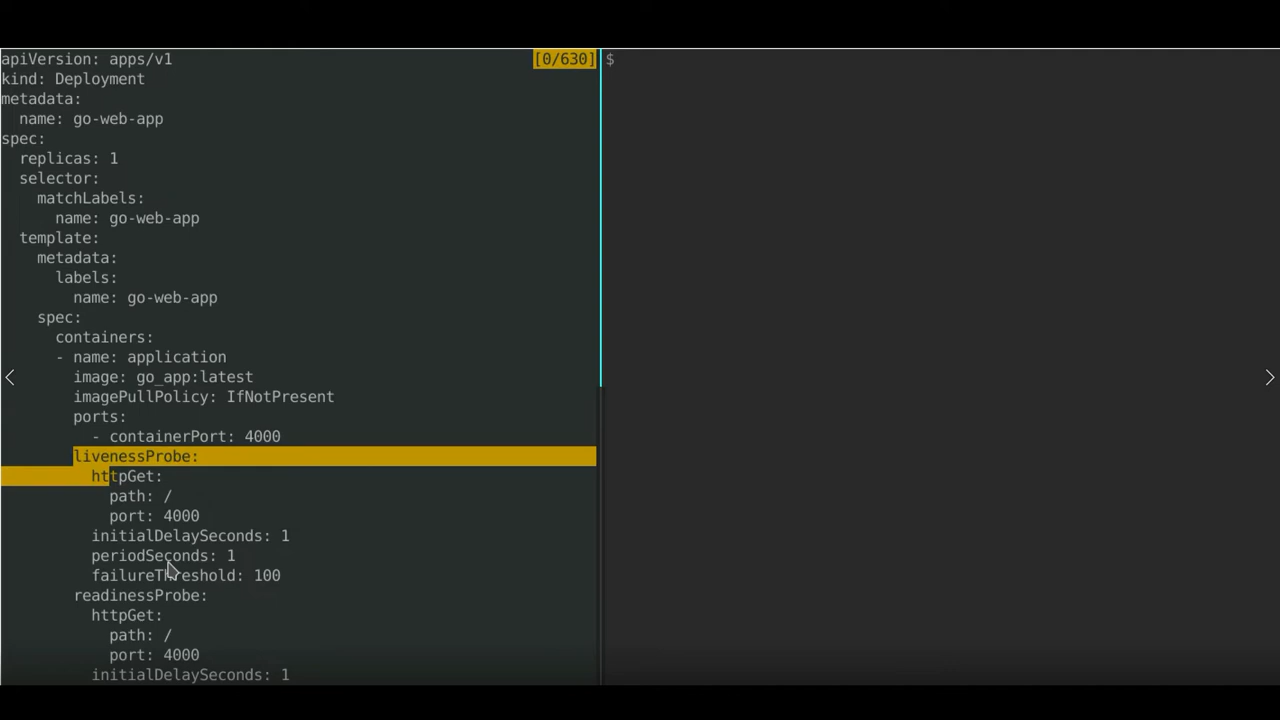 apiVersion: apps/v1 [0/630] $
kind: Deployment
metadata:
  name: go-web-app
spec:
  replicas: 1
  selector:
    matchLabels:
      name: go-web-app
  template:
    metadata:
      labels:
        name: go-web-app
    spec:
      containers:
      - name: application
        image: go_app:latest
        imagePullPolicy: IfNotPresent
        ports:
          - containerPort: 4000
        livenessProbe:
          httpGet:
            path: /
            port: 4000
          initialDelaySeconds: 1
          periodSeconds: 1
          failureThreshold: 100
        readinessProbe:
          httpGet:
            path: /
            port: 4000
          initialDelaySeconds: 1